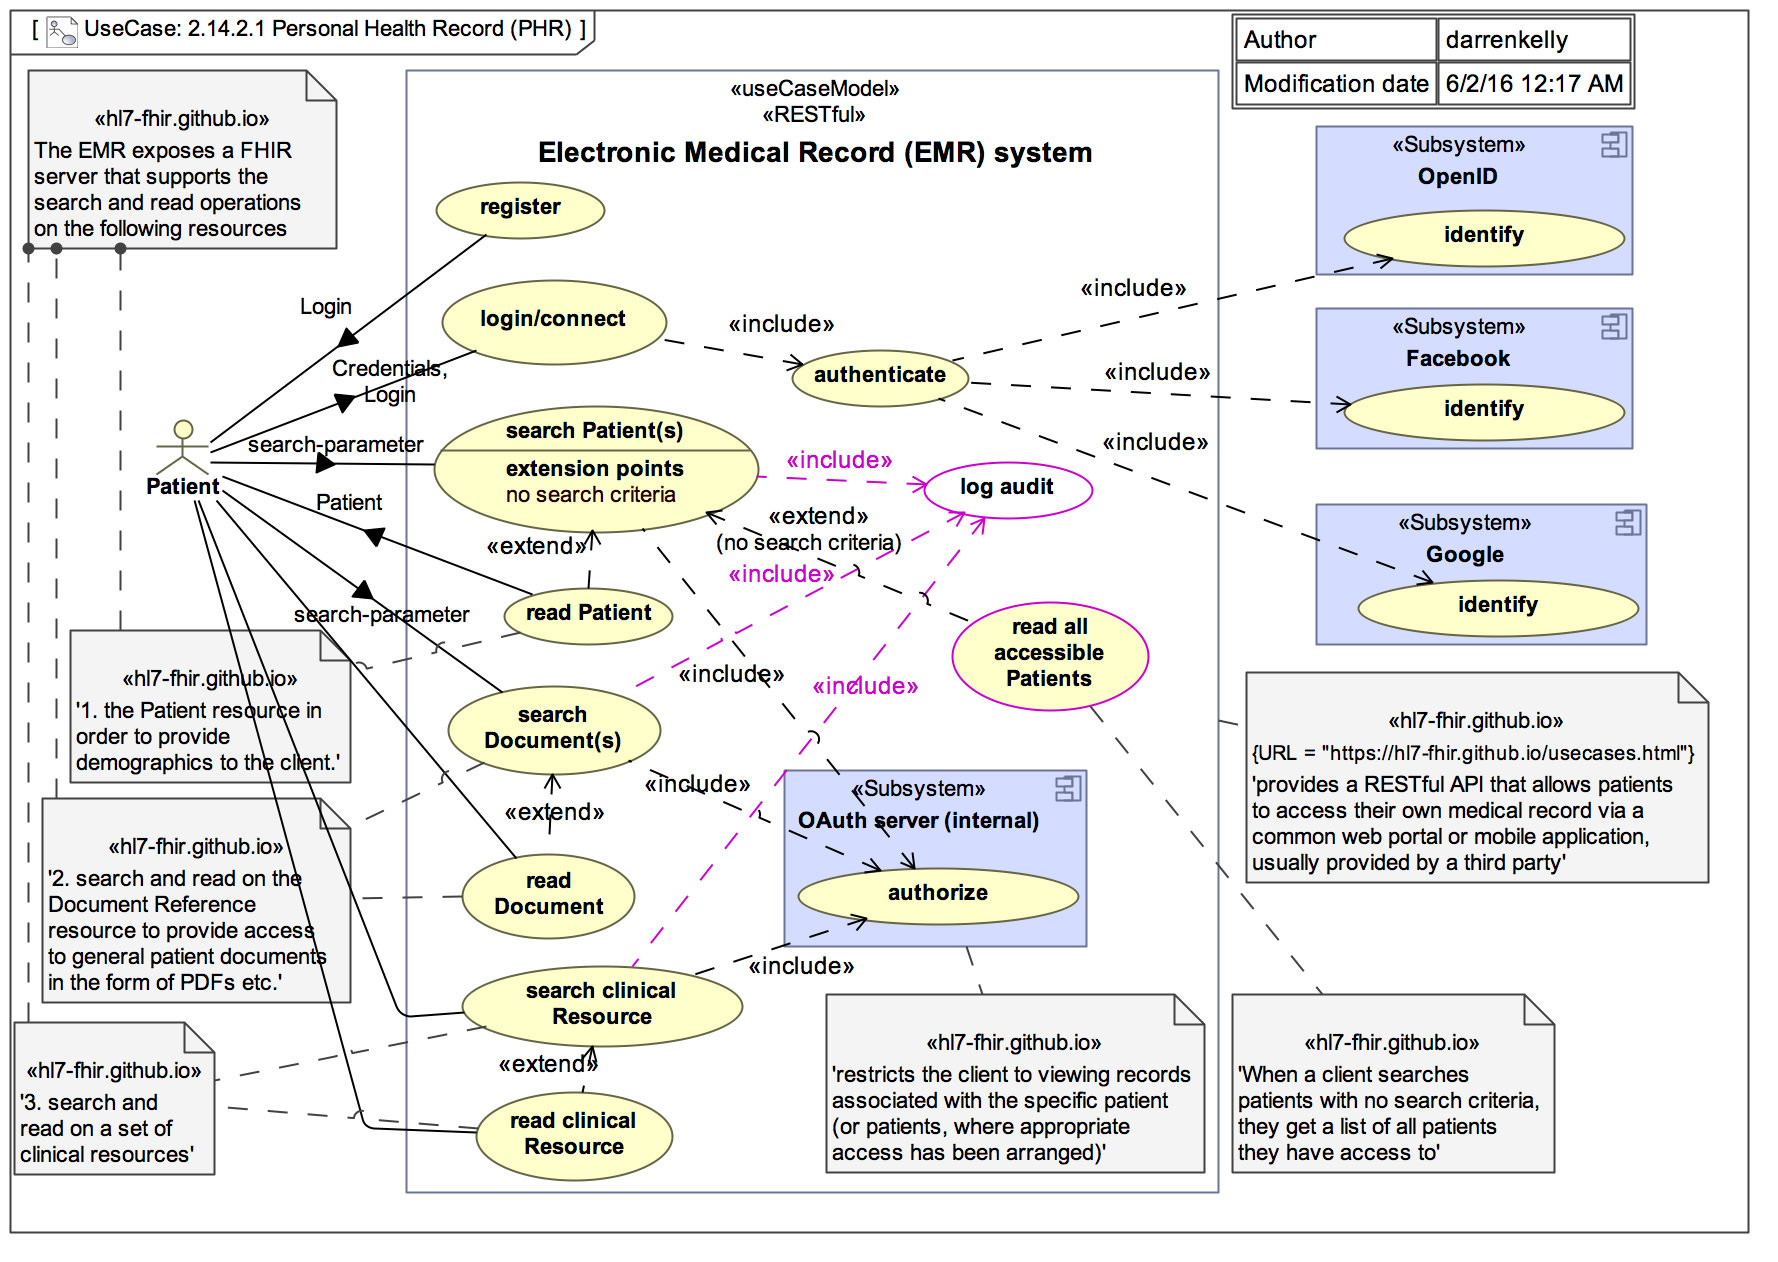 [ UseCase: 2.14.2.1 Personal Health Record (PHR) ]
Author darrenkelly
Modification date 6/2/16 12:17 AM
«hl7-fhir.github.io»
The EMR exposes a FHIR
server that supports the
search and read operations
on the following resources
«useCaseModel»
«RESTful»
Electronic Medical Record (EMR) system
register
login/connect
Login
Credentials,
Login
search-parameter
Patient
Patient
search-parameter
search Patient(s)
extension points
no search criteria
«include»
authenticate
«include»
«include»
«include»
«Subsystem»
OpenID
identify
«Subsystem»
Facebook
identify
«Subsystem»
Google
identify
«include»
log audit
«extend»
(no search criteria)
«extend»
«include»
read Patient
read all
accessible
Patients
«include»
«include»
«hl7-fhir.github.io»
'1. the Patient resource in
order to provide
demographics to the client.'
search
Document(s)
«include»
«extend»
«Subsystem»
OAuth server (internal)
authorize
«hl7-fhir.github.io»
{URL = "https://hl7-fhir.github.io/usecases.html"}
'provides a RESTful API that allows patients
to access their own medical record via a
common web portal or mobile application,
usually provided by a third party'
«hl7-fhir.github.io»
'2. search and read on the
Document Reference
resource to provide access
to general patient documents
in the form of PDFs etc.'
read
Document
«include»
search clinical
Resource
«extend»
read clinical
Resource
«hl7-fhir.github.io»
'3. search and
read on a set of
clinical resources'
«hl7-fhir.github.io»
'restricts the client to viewing records
associated with the specific patient
(or patients, where appropriate
access has been arranged)'
«hl7-fhir.github.io»
'When a client searches
patients with no search criteria,
they get a list of all patients
they have access to'